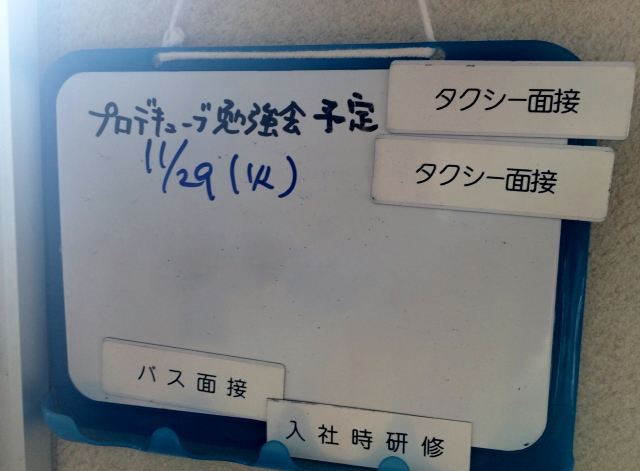 プロデキューブ勉強会予定
11/29(火)
タクシー面接
タクシー面接
バス面接
入社時研修